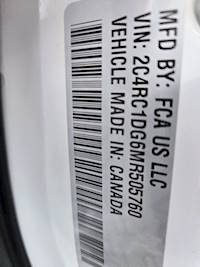 MFD BY: FCA US LLC
VIN: 2C4RC1DG6MR505760
VEHICLE MADE IN: CANADA